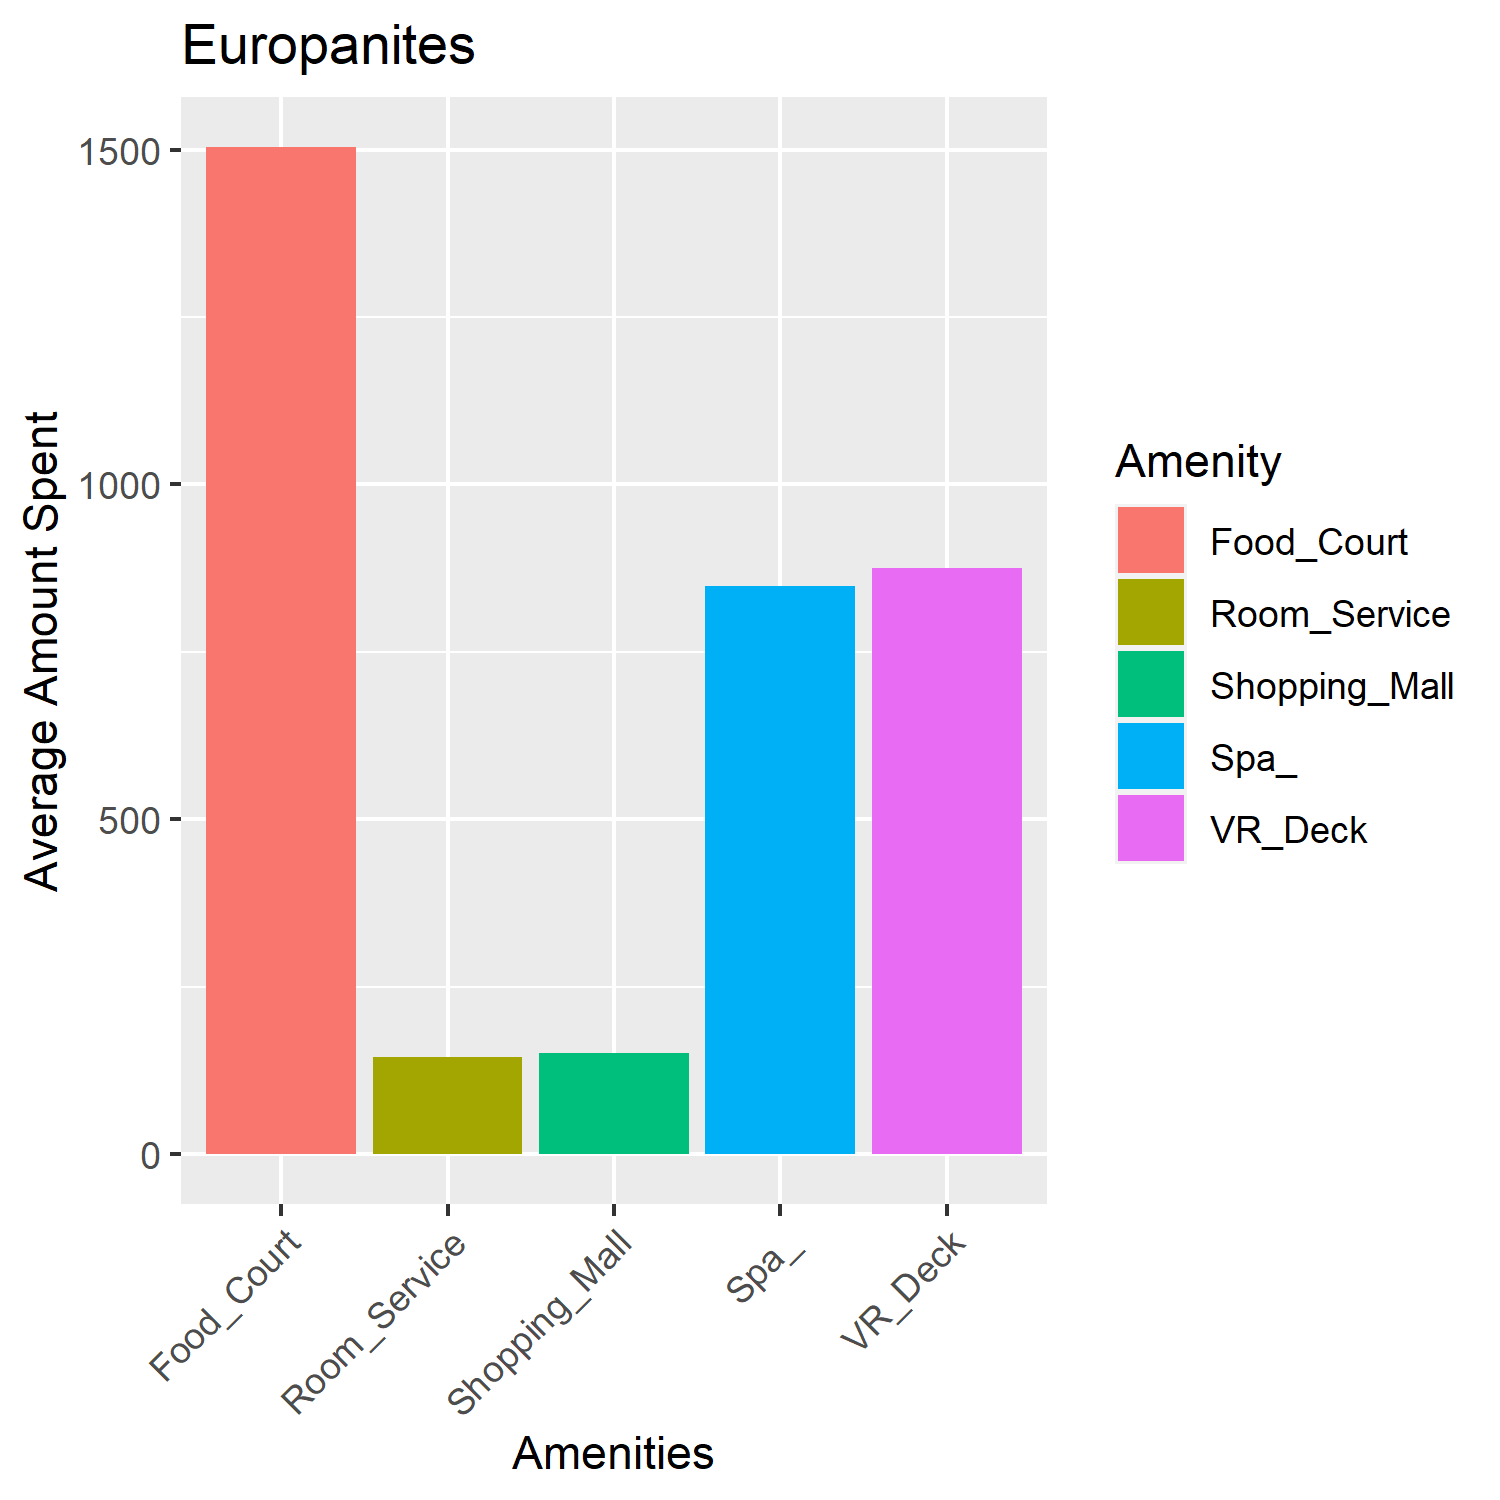 Europanites
Average Amount Spent
1500
1000
500
0
Food_Court
Room_Service
Shopping_Mall
Spa_
VR_Deck
Amenities
Amenity
Food_Court
Room_Service
Shopping_Mall
Spa_
VR_Deck